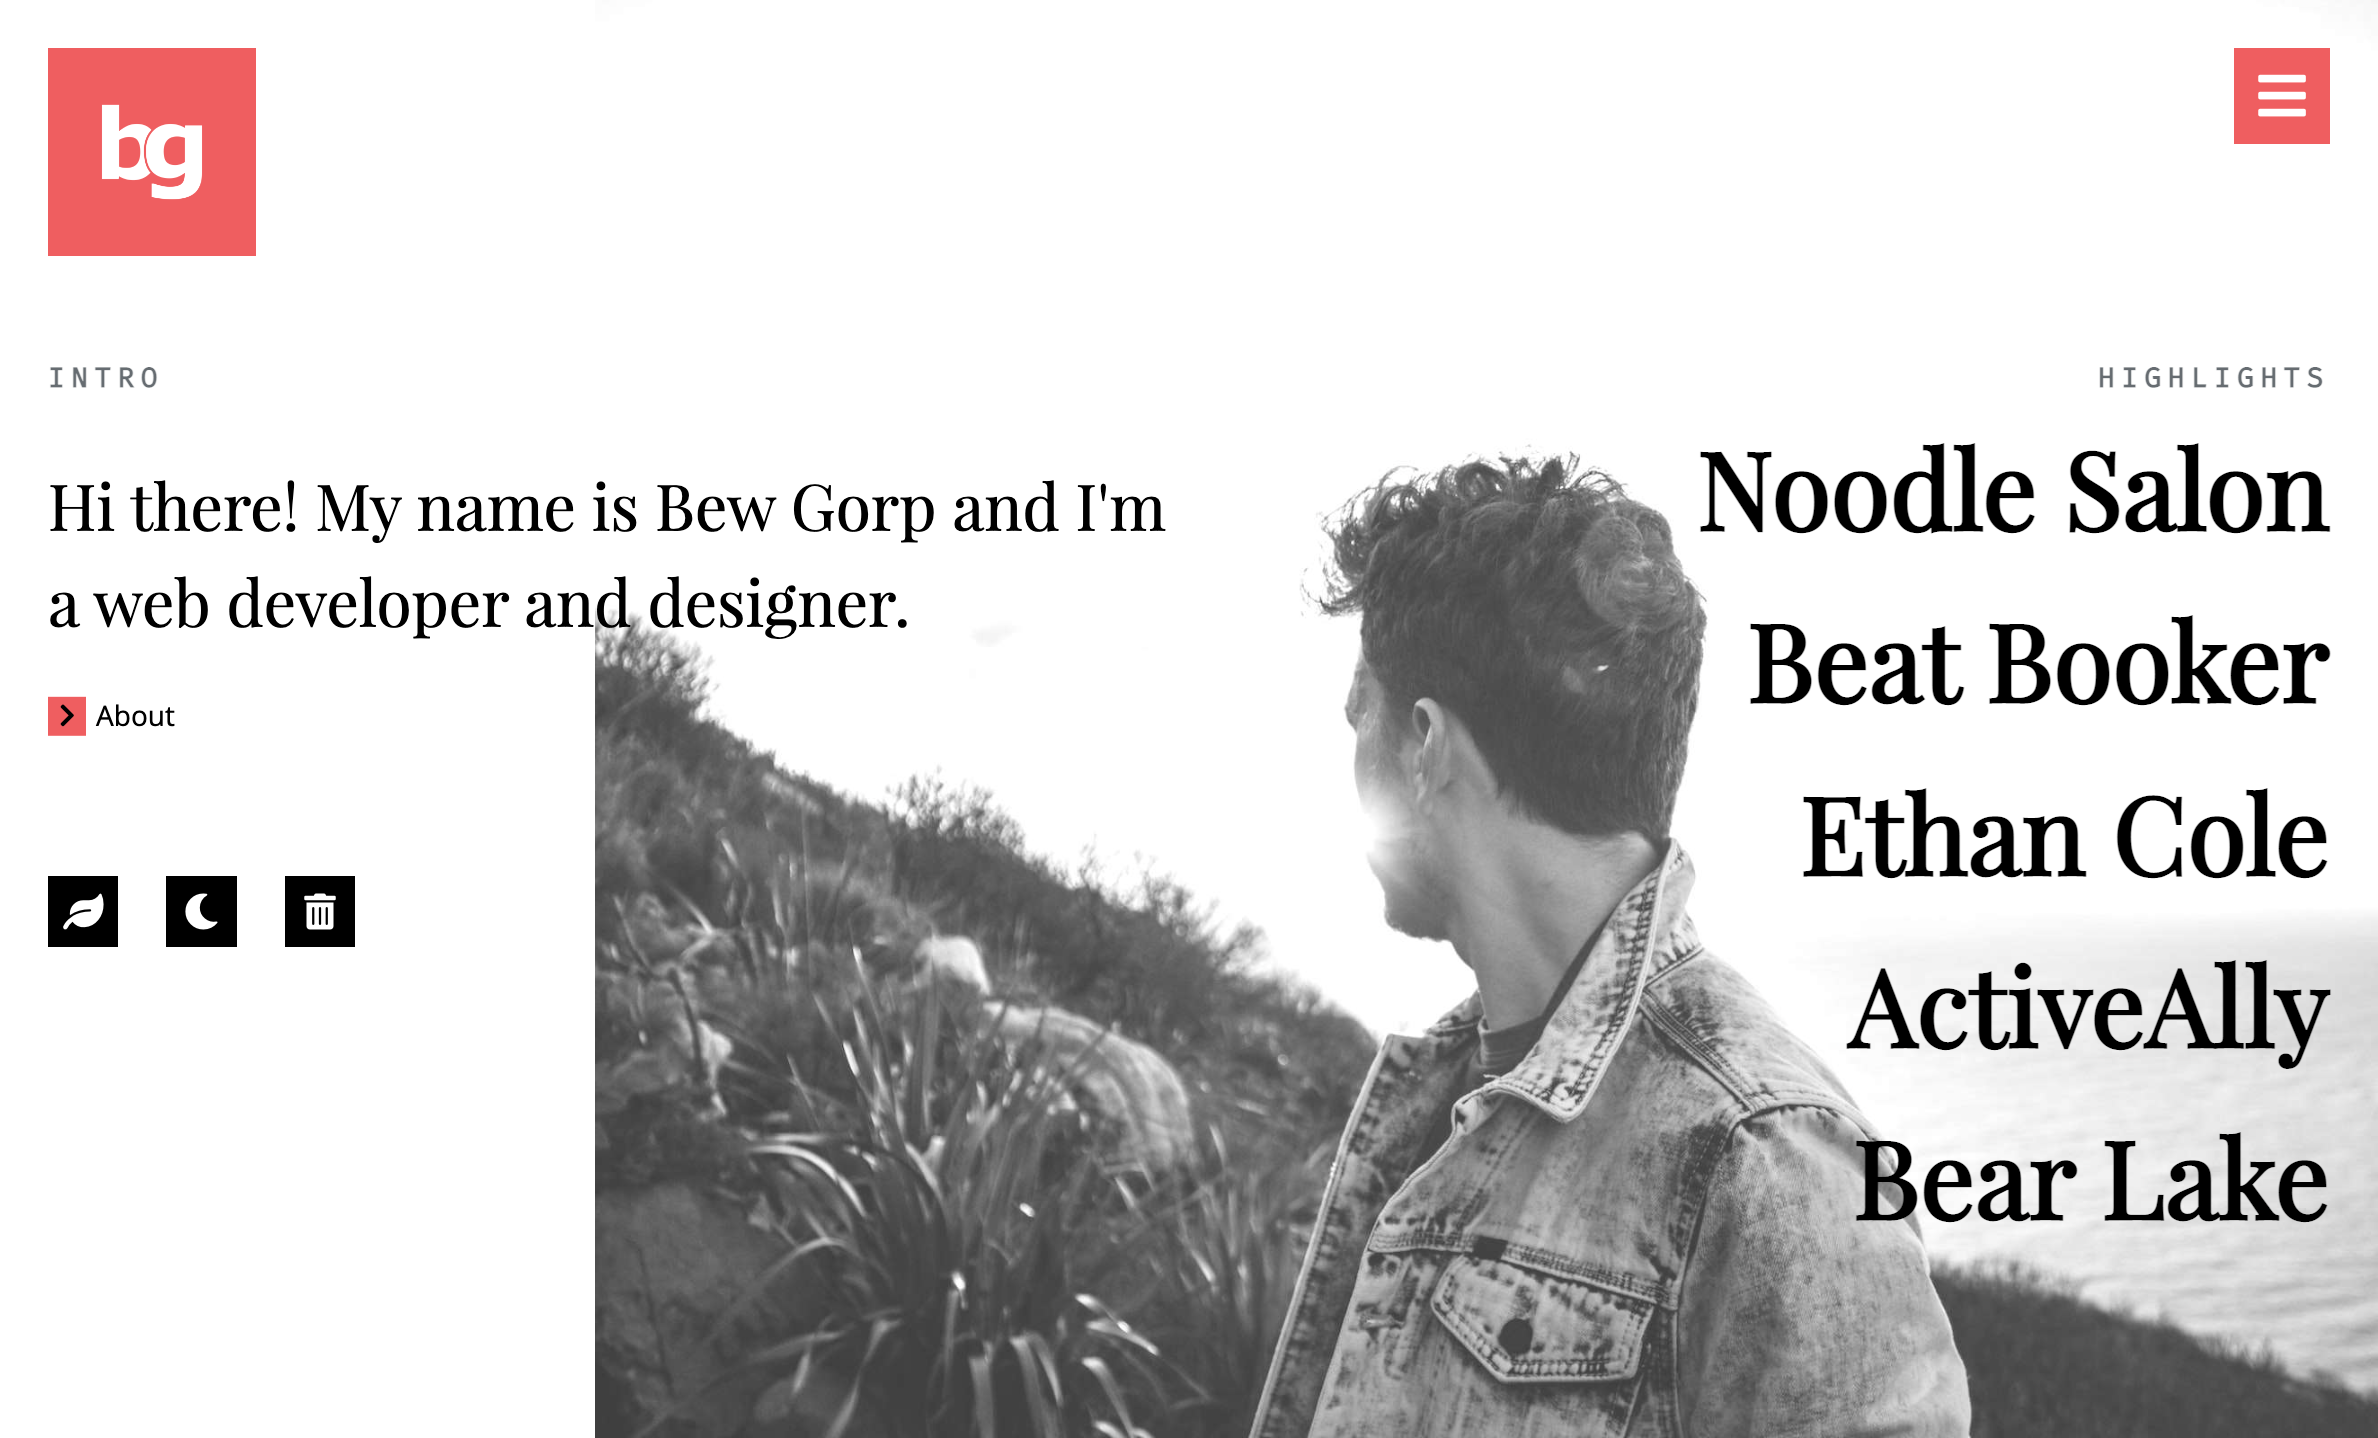 bg
INTRO
Hi there! My name is Bew Gorp and I'm
a web developer and designer.
About
HIGHLIGHTS
Noodle Salon
Beat Booker
Ethan Cole
ActiveAlly
Bear Lake